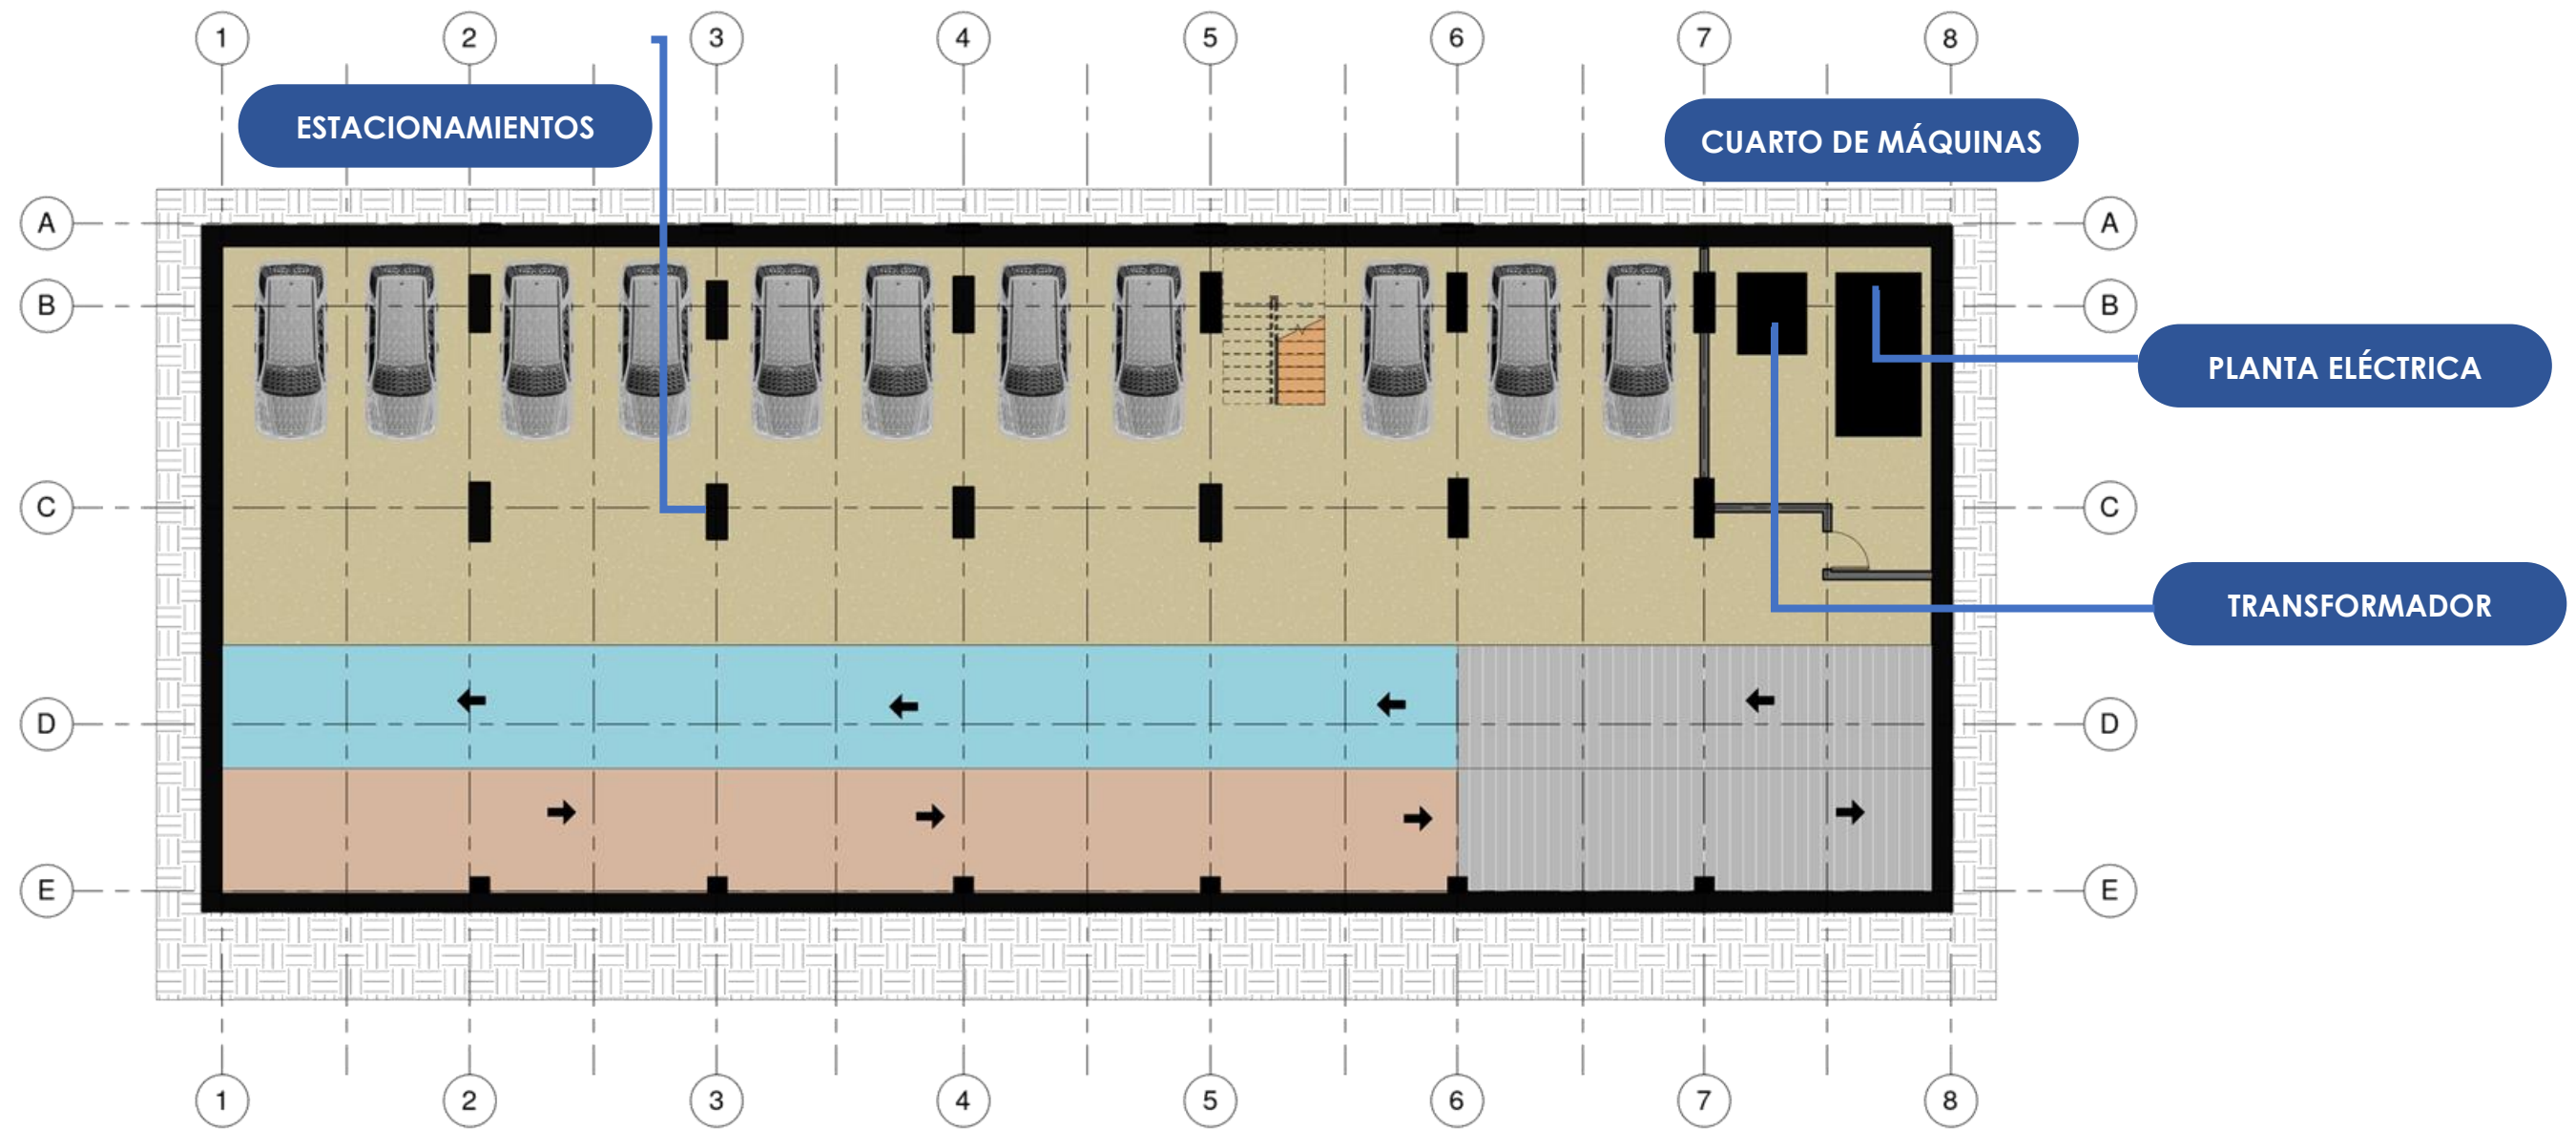 1 2 3 4 5 6 7 8
ESTACIONAMIENTOS
CUARTO DE MÁQUINAS
A A
B B
PLANTA ELÉCTRICA
C C
TRANSFORMADOR
D D
E E
1 2 3 4 5 6 7 8